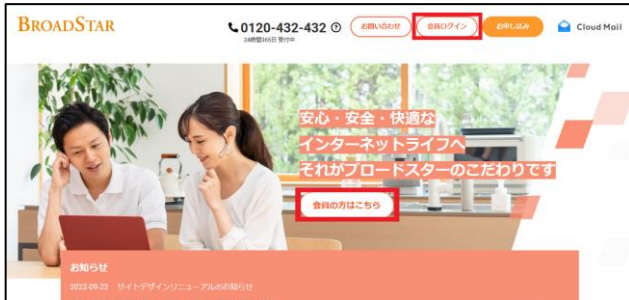 BROADSTAR
0120-432-432
24時間365日 受付中
お問い合わせ
会員ログイン
お申し込み
Cloud Mail
安心・安全・快適な
インターネットライフへ
それがブロードスターのこだわりです
会員の方はこちら
お知らせ
2023-09-22 サイトデザインリニューアルのお知らせ